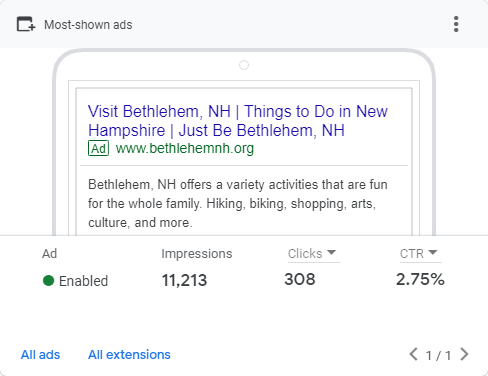 Most-shown ads
Visit Bethlehem, NH | Things to Do in New
Hampshire | Just Be Bethlehem, NH
Ad www.bethlehemnh.org
Bethlehem, NH offers a variety activities that are fun
for the whole family. Hiking, biking, shopping, arts,
culture, and more.
Ad Impressions Clicks CTR
Enabled 11,213 308 2.75%
All ads All extensions 1 / 1